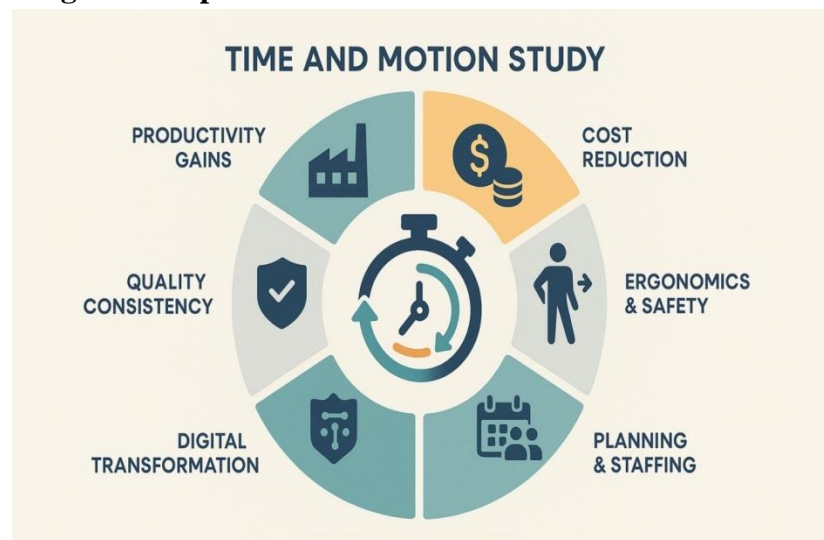 TIME AND MOTION STUDY
PRODUCTIVITY
GAINS
COST
REDUCTION
QUALITY
CONSISTENCY
ERGONOMICS
& SAFETY
DIGITAL
TRANSFORMATION
PLANNING
& STAFFING
$